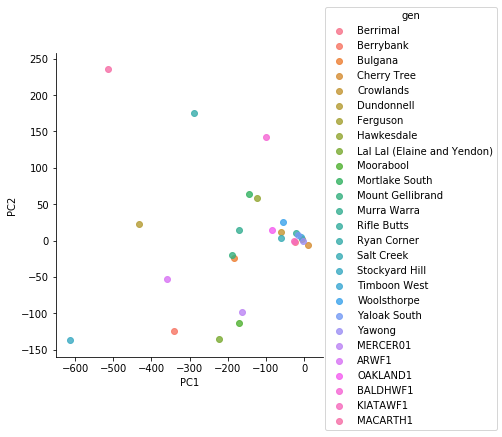 gen
Berrimal
Berrybank
Bulgana
Cherry Tree
Crowlands
Dundonnell
Ferguson
Hawkesdale
Lal Lal (Elaine and Yendon)
Moorabool
Mortlake South
Mount Gellibrand
Murra Warra
Rifle Butts
Ryan Corner
Salt Creek
Stockyard Hill
Timboon West
Woolsthorpe
Yaloak South
Yawong
MERCER01
ARWF1
OAKLAND1
BALDHWF1
KIATAWF1
MACARTH1
250
200
150
100
50
0
−50
−100
−150
PC2
−600 −500 −400 −300 −200 −100 0
PC1